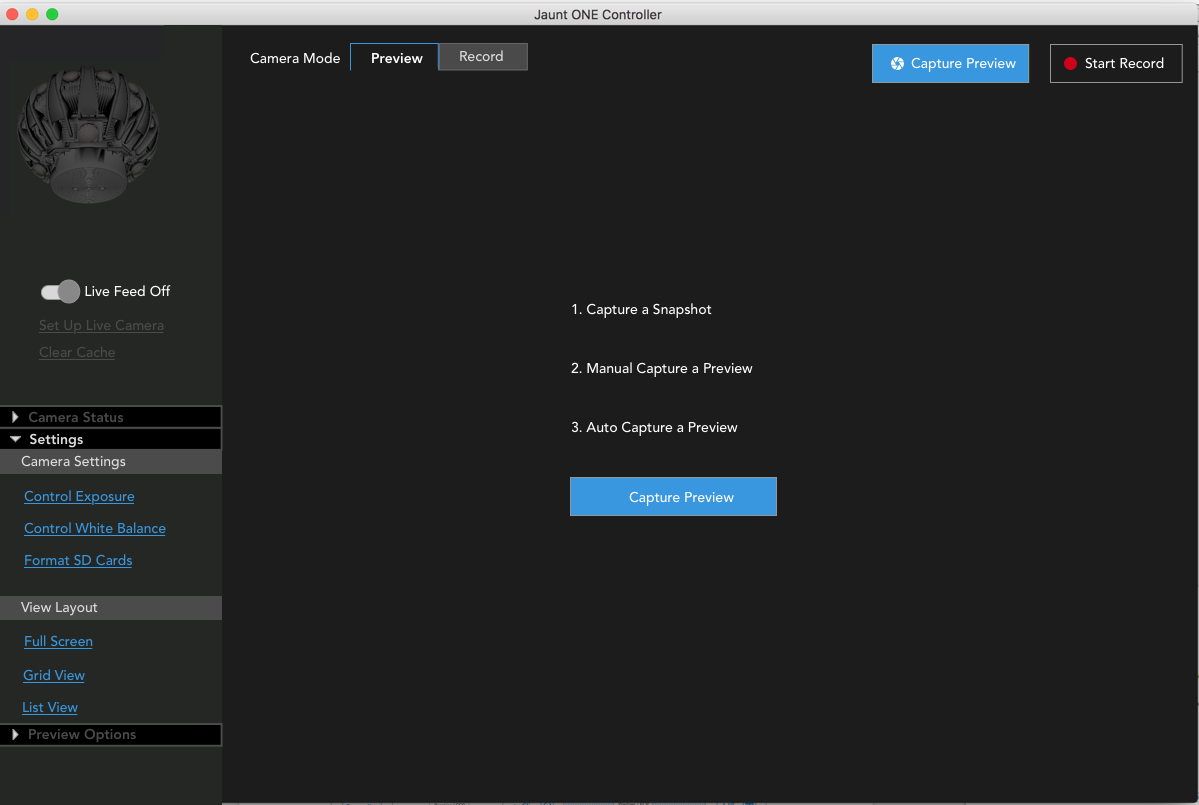 Jaunt ONE Controller
Camera Mode
Preview
Record
Capture Preview
Start Record
Live Feed Off
Set Up Live Camera
Clear Cache
Camera Status
Settings
Camera Settings
Control Exposure
Control White Balance
Format SD Cards
View Layout
Full Screen
Grid View
List View
Preview Options
1. Capture a Snapshot
2. Manual Capture a Preview
3. Auto Capture a Preview
Capture Preview